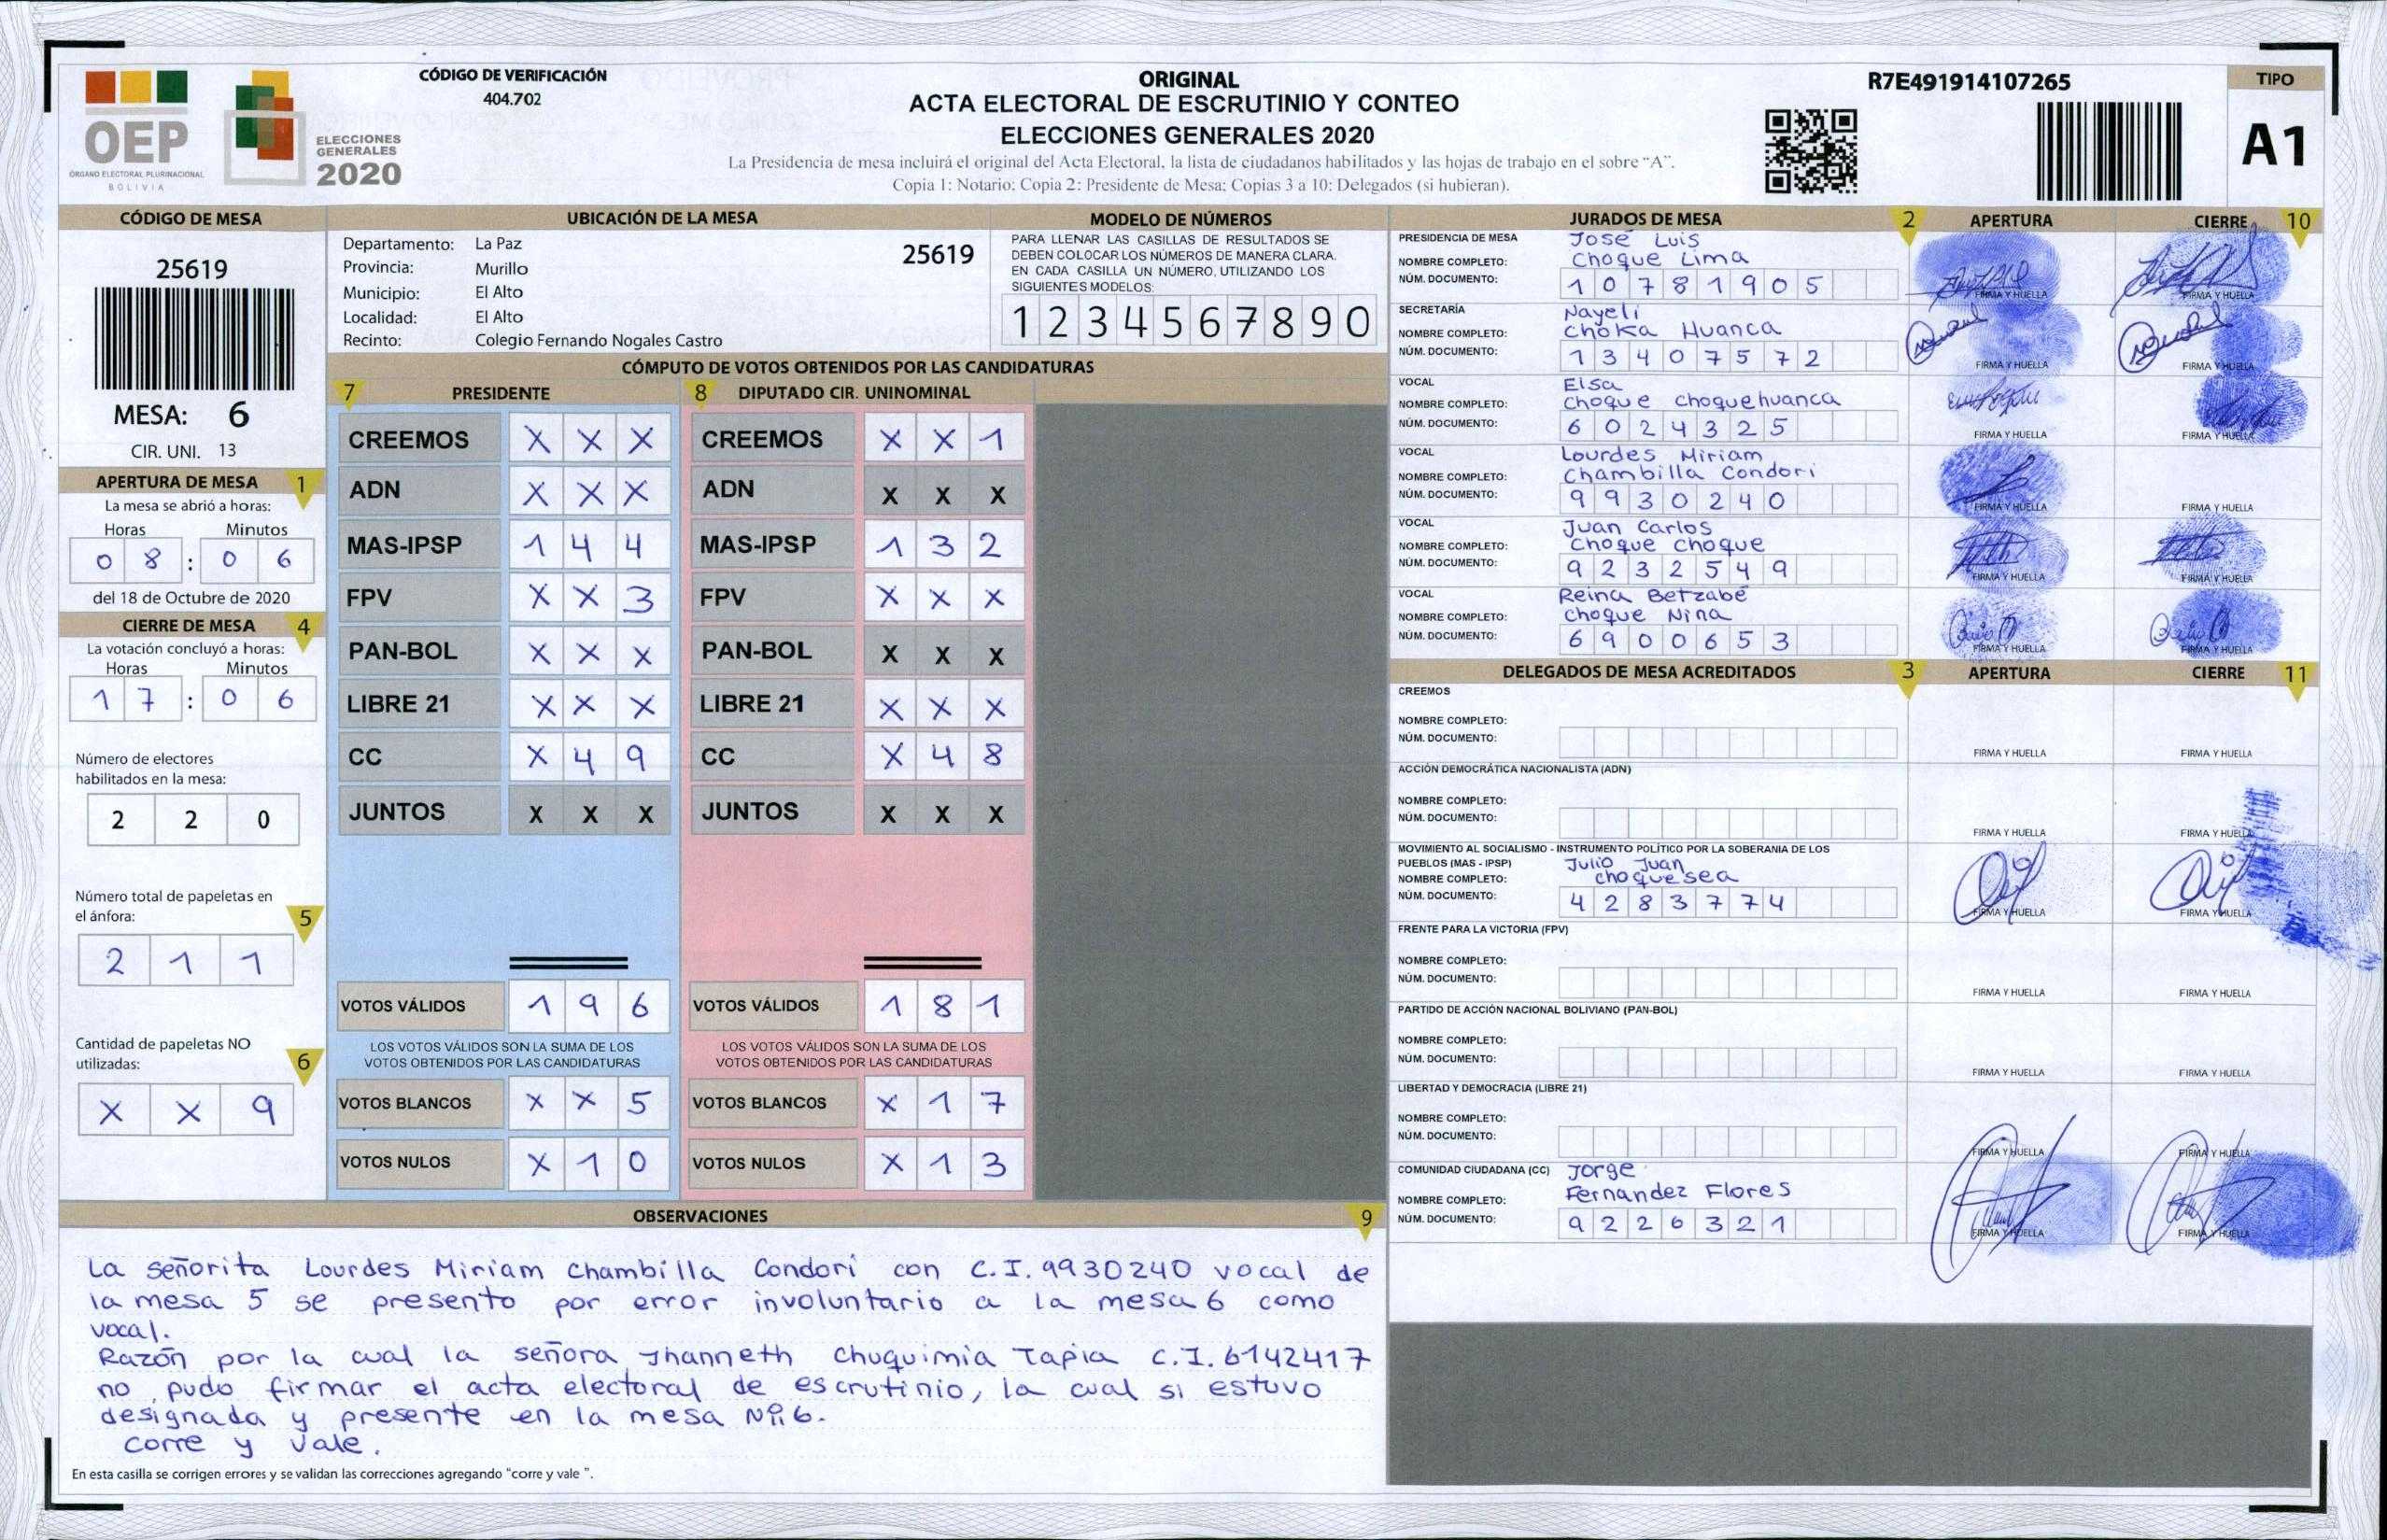 CÓDIGO DE VERIFICACIÓN
404.702
ORIGINAL
ACTA ELECTORAL DE ESCRUTINIO Y CONTEO
ELECCIONES GENERALES 2020
La Presidencia de mesa incluirá el original del Acta Electoral, la lista de ciudadanos habilitados y las hojas de trabajo en el sobre "A".
Copia 1: Notario; Copia 2: Presidente de Mesa; Copias 3 a 10: Delegados (si hubieran).
R7E491914107265
TIPO
A1
OEP
ÓRGANO ELECTORAL PLURINACIONAL
BOLIVIA
ELECCIONES
GENERALES
2020
CÓDIGO DE MESA
25619
MESA: 6
CIR. UNI. 13
APERTURA DE MESA 1
La mesa se abrió a horas:
Horas Minutos
0 8 : 0 6
del 18 de Octubre de 2020
CIERRE DE MESA 4
La votación concluyó a horas:
Horas Minutos
1 7 : 0 6
Número de electores
habilitados en la mesa:
2 2 0
Número total de papeletas en
el ánfora: 5
2 1 1
Cantidad de papeletas NO
utilizadas: 6
X X 9
UBICACIÓN DE LA MESA
Departamento: La Paz 25619
Provincia: Murillo
Municipio: El Alto
Localidad: El Alto
Recinto: Colegio Fernando Nogales Castro
MODELO DE NÚMEROS
PARA LLENAR LAS CASILLAS DE RESULTADOS SE
DEBEN COLOCAR LOS NÚMEROS DE MANERA CLARA.
EN CADA CASILLA UN NÚMERO, UTILIZANDO LOS
SIGUIENTES MODELOS:
1 2 3 4 5 6 7 8 9 0
CÓMPUTO DE VOTOS OBTENIDOS POR LAS CANDIDATURAS
7 PRESIDENTE 8 DIPUTADO CIR. UNINOMINAL
CREEMOS X X X CREEMOS X X 1
ADN X X X ADN X X X
MAS-IPSP 1 4 4 MAS-IPSP 1 3 2
FPV X X 3 FPV X X X
PAN-BOL X X X PAN-BOL X X X
LIBRE 21 X X X LIBRE 21 X X X
CC X 4 9 CC X 4 8
JUNTOS X X X JUNTOS X X X
VOTOS VÁLIDOS 1 9 6 VOTOS VÁLIDOS 1 8 1
LOS VOTOS VÁLIDOS SON LA SUMA DE LOS LOS VOTOS VÁLIDOS SON LA SUMA DE LOS
VOTOS OBTENIDOS POR LAS CANDIDATURAS VOTOS OBTENIDOS POR LAS CANDIDATURAS
VOTOS BLANCOS X X 5 VOTOS BLANCOS X 1 7
VOTOS NULOS X 1 0 VOTOS NULOS X 1 3
OBSERVACIONES 9
La señorita Lourdes Miriam Chambilla Condori con C.I. 9930240 vocal de
la mesa 5 se presento por error involuntario a la mesa 6 como
vocal.
Razón por la cual la señora Jhanneth Chuquimia Tapia C.I. 6142417
no pudo firmar el acta electoral de escrutinio, la cual si estuvo
designada y presente en la mesa Nº 6.
Corre y Vale.
En esta casilla se corrigen errores y se validan las correcciones agregando "corre y vale ".
JURADOS DE MESA 2 APERTURA CIERRE 10
PRESIDENCIA DE MESA José Luis
NOMBRE COMPLETO: Choque Lima
NÚM. DOCUMENTO: 1 0 7 8 1 9 0 5
FIRMA Y HUELLA FIRMA Y HUELLA
SECRETARÍA Nayeli
NOMBRE COMPLETO: Choka Huanca
NÚM. DOCUMENTO: 1 3 4 0 7 5 7 2
FIRMA Y HUELLA FIRMA Y HUELLA
VOCAL Elsa
NOMBRE COMPLETO: Choque Choquehuanca
NÚM. DOCUMENTO: 6 0 2 4 3 2 5
FIRMA Y HUELLA FIRMA Y HUELLA
VOCAL Lourdes Miriam
NOMBRE COMPLETO: Chambilla Condori
NÚM. DOCUMENTO: 9 9 3 0 2 4 0
FIRMA Y HUELLA FIRMA Y HUELLA
VOCAL Juan Carlos
NOMBRE COMPLETO: Choque Choque
NÚM. DOCUMENTO: 9 2 3 2 5 4 9
FIRMA Y HUELLA FIRMA Y HUELLA
VOCAL Reina Betzabé
NOMBRE COMPLETO: Choque Nina
NÚM. DOCUMENTO: 6 9 0 0 6 5 3
FIRMA Y HUELLA FIRMA Y HUELLA
DELEGADOS DE MESA ACREDITADOS 3 APERTURA CIERRE 11
CREEMOS
NOMBRE COMPLETO:
NÚM. DOCUMENTO:
FIRMA Y HUELLA FIRMA Y HUELLA
ACCIÓN DEMOCRÁTICA NACIONALISTA (ADN)
NOMBRE COMPLETO:
NÚM. DOCUMENTO:
FIRMA Y HUELLA FIRMA Y HUELLA
MOVIMIENTO AL SOCIALISMO - INSTRUMENTO POLÍTICO POR LA SOBERANIA DE LOS
PUEBLOS (MAS - IPSP) Julio Juan
NOMBRE COMPLETO: Choquesea
NÚM. DOCUMENTO: 4 2 8 3 7 7 4
FIRMA Y HUELLA FIRMA Y HUELLA
FRENTE PARA LA VICTORIA (FPV)
NOMBRE COMPLETO:
NÚM. DOCUMENTO:
FIRMA Y HUELLA FIRMA Y HUELLA
PARTIDO DE ACCIÓN NACIONAL BOLIVIANO (PAN-BOL)
NOMBRE COMPLETO:
NÚM. DOCUMENTO:
FIRMA Y HUELLA FIRMA Y HUELLA
LIBERTAD Y DEMOCRACIA (LIBRE 21)
NOMBRE COMPLETO:
NÚM. DOCUMENTO:
FIRMA Y HUELLA FIRMA Y HUELLA
COMUNIDAD CIUDADANA (CC) Jorge
NOMBRE COMPLETO: Fernandez Flores
NÚM. DOCUMENTO: 9 2 2 6 3 2 1
FIRMA Y HUELLA FIRMA Y HUELLA